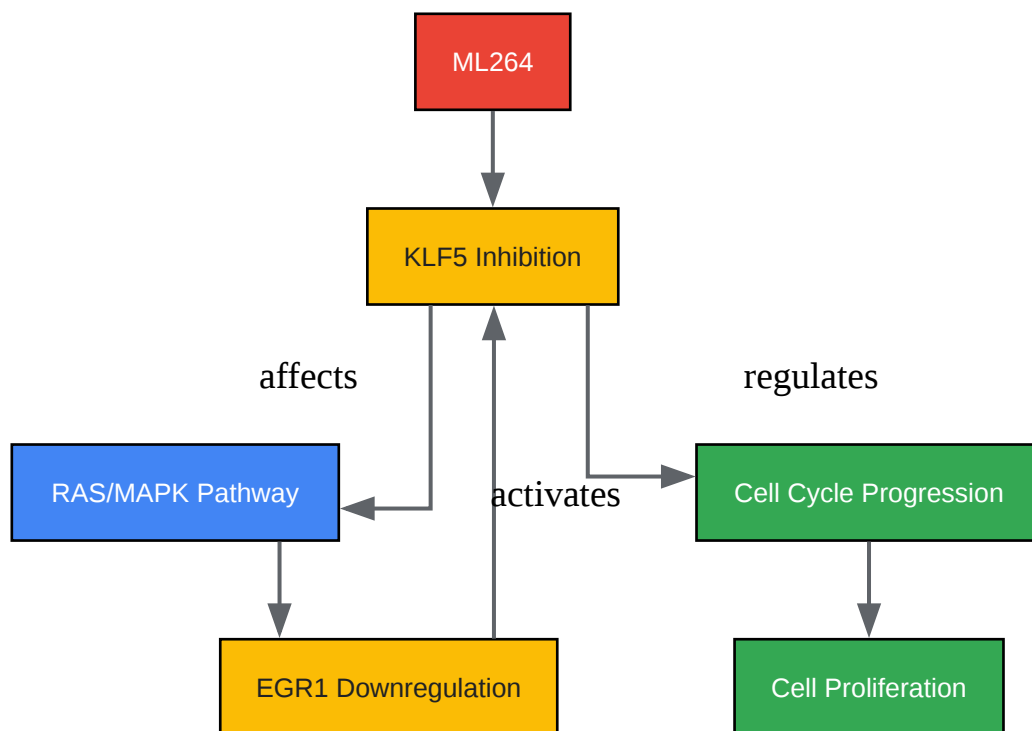 ML264
KLF5 Inhibition
affects
regulates
RAS/MAPK Pathway
activates
Cell Cycle Progression
EGR1 Downregulation
Cell Proliferation